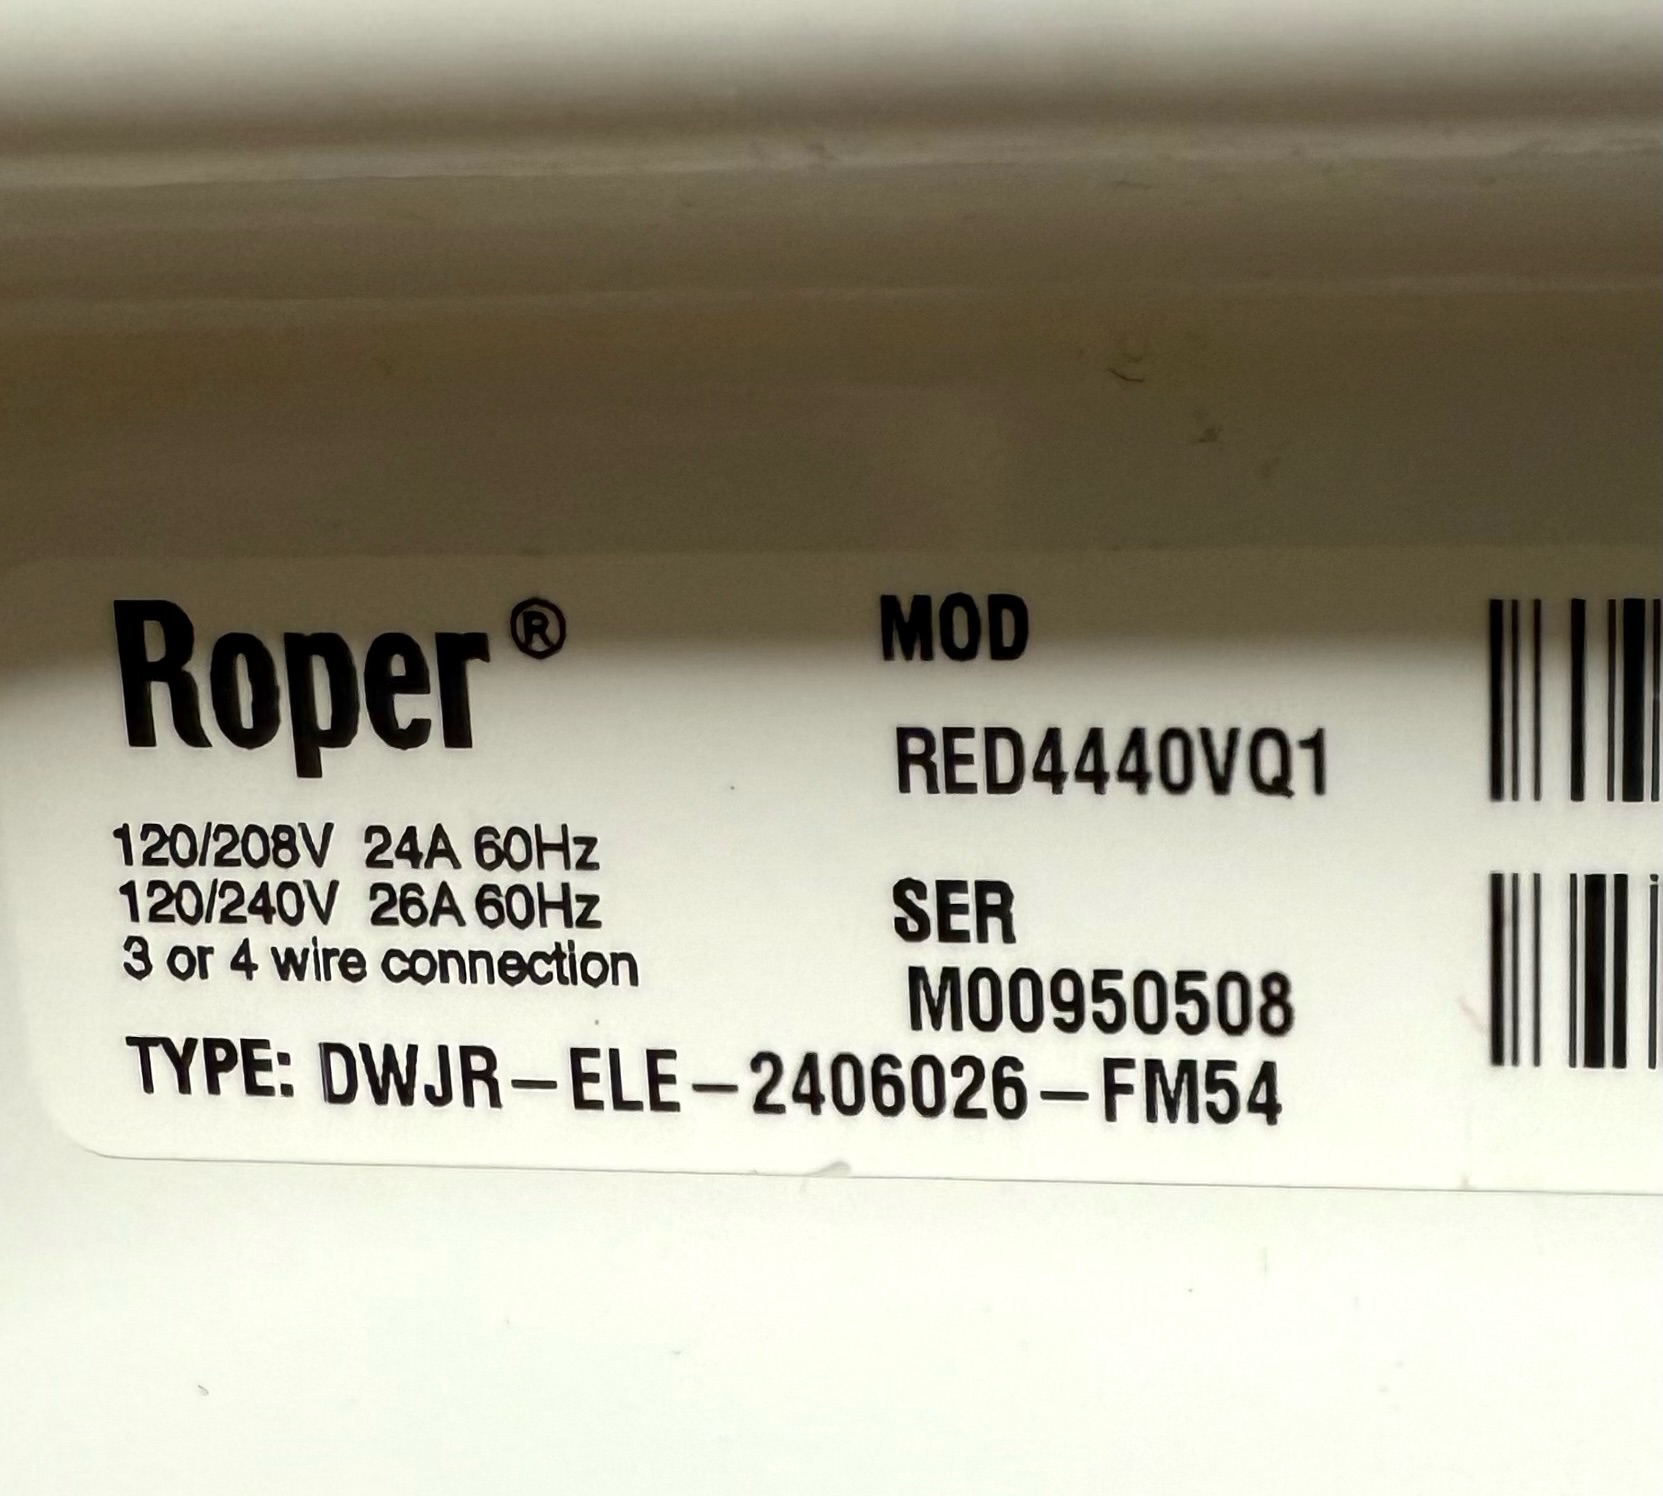 Roper®
120/208V 24A 60Hz
120/240V 26A 60Hz
3 or 4 wire connection
MOD
RED4440VQ1
SER
M00950508
TYPE: DWJR-ELE-2406026-FM54